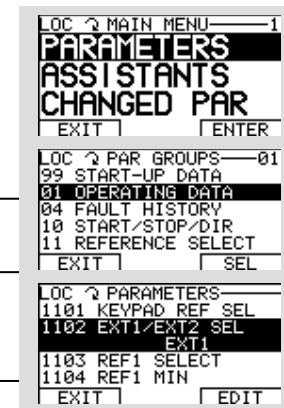 LOC MAIN MENU 1
PARAMETERS
ASSISTANTS
CHANGED PAR
EXIT ENTER
LOC PAR GROUPS 01
99 START-UP DATA
01 OPERATING DATA
04 FAULT HISTORY
10 START/STOP/DIR
11 REFERENCE SELECT
EXIT SEL
LOC PARAMETERS
1101 KEYPAD REF SEL
1102 EXT1/EXT2 SEL
EXT1
1103 REF1 SELECT
1104 REF1 MIN
EXIT EDIT